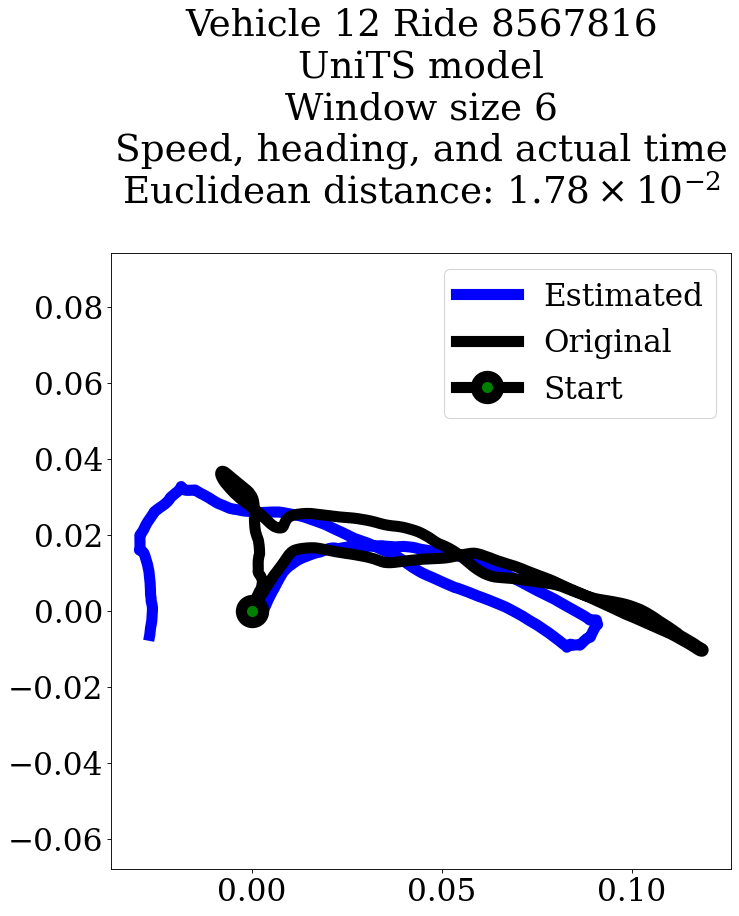 Vehicle 12 Ride 8567816
UniTS model
Window size 6
Speed, heading, and actual time
Euclidean distance: 1.78 × 10⁻²
Estimated
Original
Start
0.08
0.06
0.04
0.02
0.00
−0.02
−0.04
−0.06
0.00 0.05 0.10